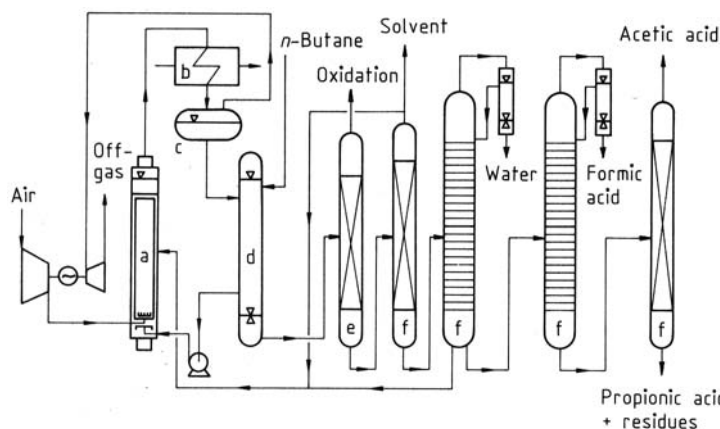 Solvent
Acetic acid
n-Butane
Oxidation
b
c
Off-
gas
Air
Water
Formic
acid
a
d
e
f
f
f
f
Propionic acid
+ residues